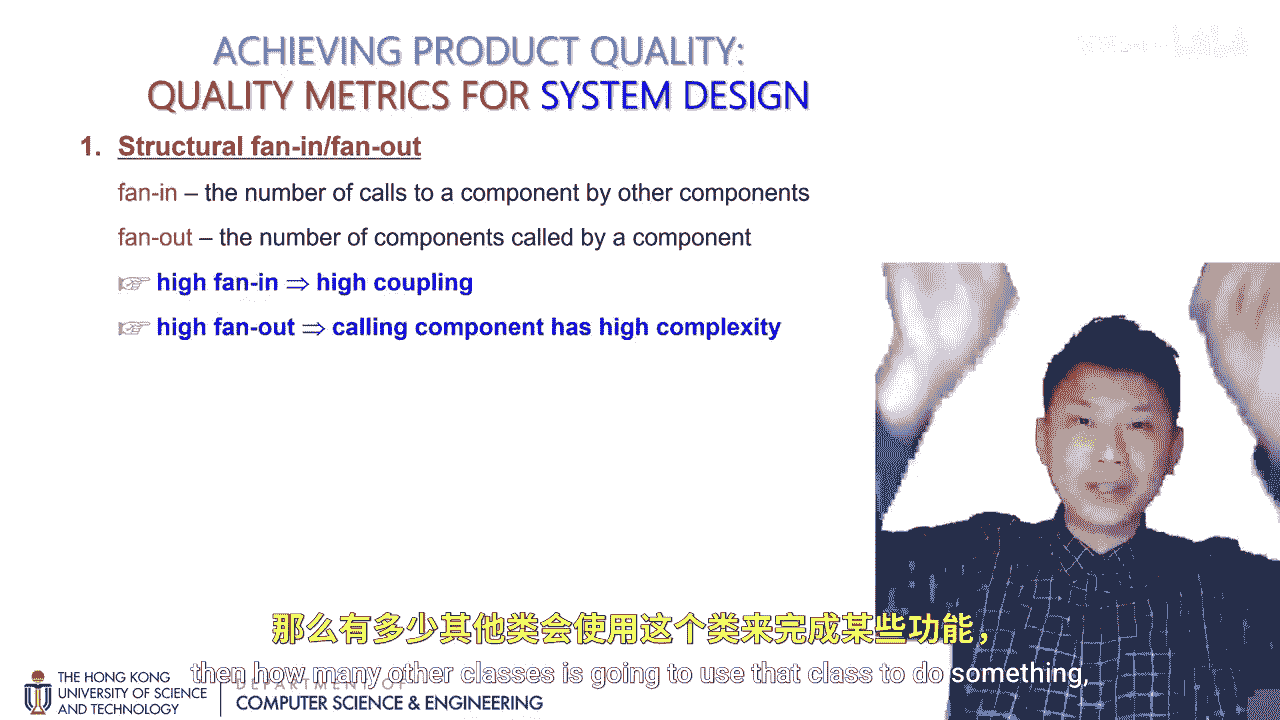 ACHIEVING PRODUCT QUALITY:
QUALITY METRICS FOR SYSTEM DESIGN
1. Structural fan-in/fan-out
fan-in – the number of calls to a component by other components
fan-out – the number of components called by a component
☞ high fan-in ⇒ high coupling
☞ high fan-out ⇒ calling component has high complexity
那么有多少其他类会使用这个类来完成某些功能，
then how many other classes is going to use that class to do something,
THE HONG KONG
UNIVERSITY OF SCIENCE
AND TECHNOLOGY
DEPARTMENT OF
COMPUTER SCIENCE & ENGINEERING